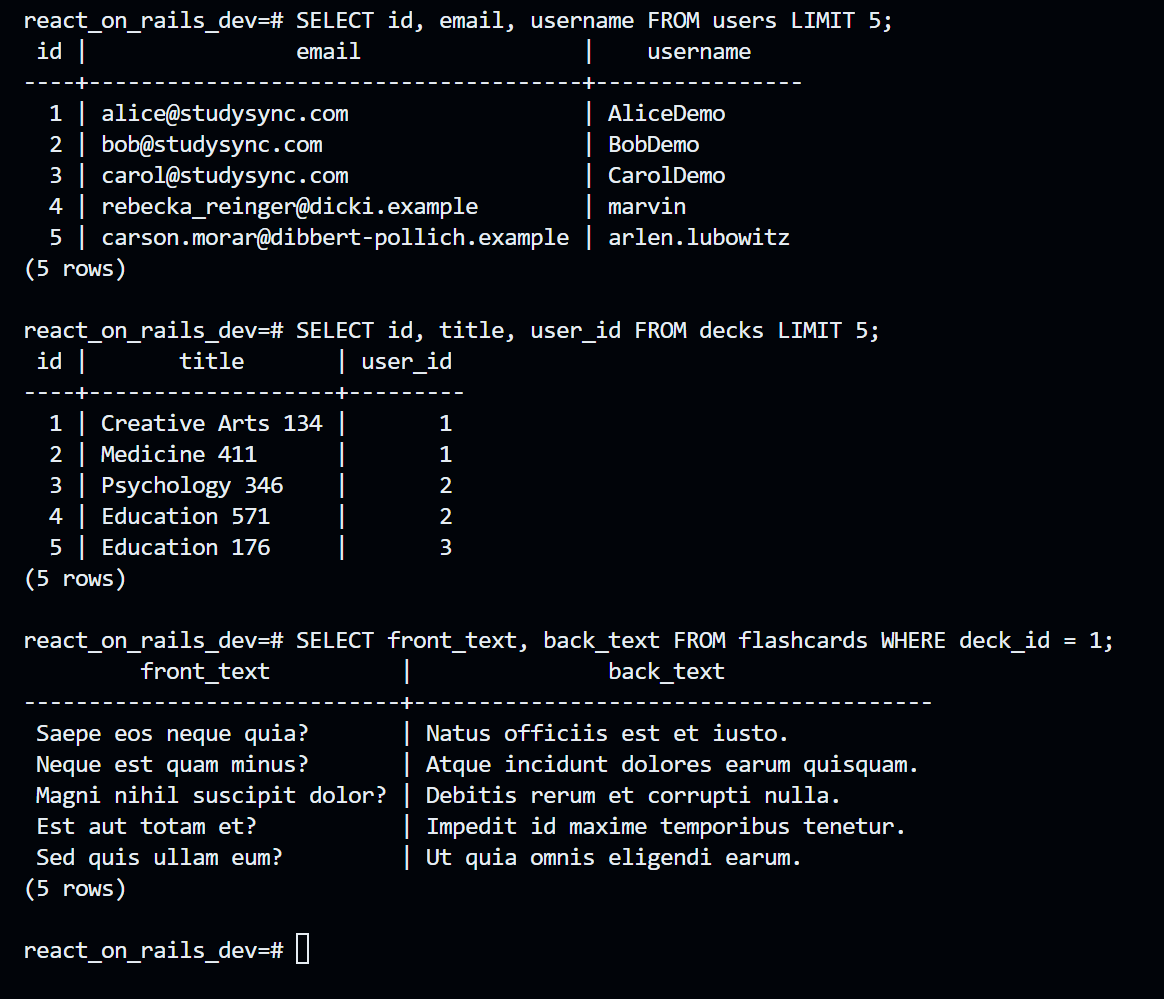 react_on_rails_dev=# SELECT id, email, username FROM users LIMIT 5;
 id |                email                 |    username
----+--------------------------------------+----------------
  1 | alice@studysync.com                  | AliceDemo
  2 | bob@studysync.com                    | BobDemo
  3 | carol@studysync.com                  | CarolDemo
  4 | rebecka_reinger@dicki.example        | marvin
  5 | carson.morar@dibbert-pollich.example | arlen.lubowitz
(5 rows)

react_on_rails_dev=# SELECT id, title, user_id FROM decks LIMIT 5;
 id |       title       | user_id
----+-------------------+---------
  1 | Creative Arts 134 |       1
  2 | Medicine 411      |       1
  3 | Psychology 346    |       2
  4 | Education 571     |       2
  5 | Education 176     |       3
(5 rows)

react_on_rails_dev=# SELECT front_text, back_text FROM flashcards WHERE deck_id = 1;
         front_text          |               back_text
-----------------------------+----------------------------------------
 Saepe eos neque quia?       | Natus officiis est et iusto.
 Neque est quam minus?       | Atque incidunt dolores earum quisquam.
 Magni nihil suscipit dolor? | Debitis rerum et corrupti nulla.
 Est aut totam et?           | Impedit id maxime temporibus tenetur.
 Sed quis ullam eum?         | Ut quia omnis eligendi earum.
(5 rows)

react_on_rails_dev=#